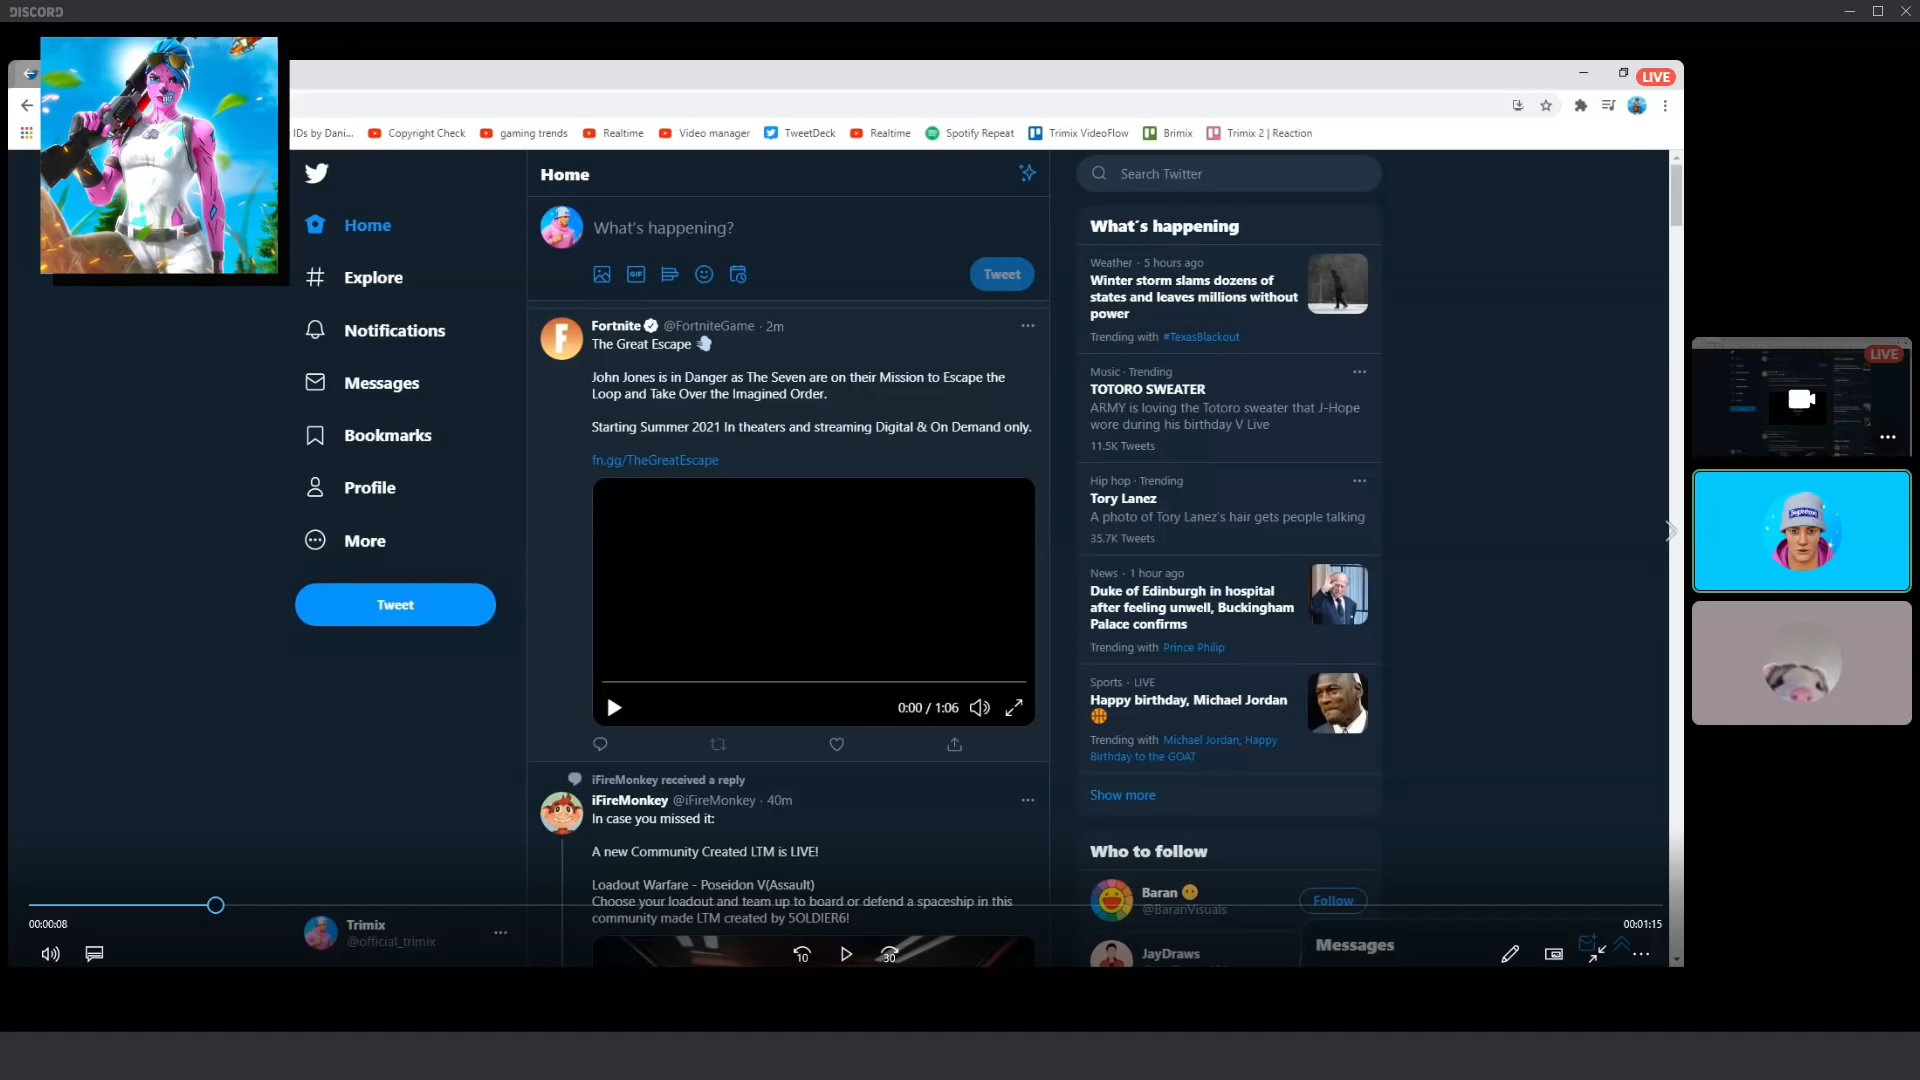 DISCORD
LIVE
IDs by Dani...
Copyright Check
gaming trends
Realtime
Video manager
TweetDeck
Realtime
Spotify Repeat
Trimix VideoFlow
Brimix
Trimix 2 | Reaction
Home
Explore
Notifications
Messages
Bookmarks
Profile
More
Tweet
Home
What's happening?
GIF
Tweet
Fortnite @FortniteGame · 2m
The Great Escape
John Jones is in Danger as The Seven are on their Mission to Escape the
Loop and Take Over the Imagined Order.
Starting Summer 2021 In theaters and streaming Digital & On Demand only.
fn.gg/TheGreatEscape
0:00 / 1:06
iFireMonkey received a reply
iFireMonkey @iFireMonkey · 40m
In case you missed it:
A new Community Created LTM is LIVE!
Loadout Warfare - Poseidon V(Assault)
Choose your loadout and team up to board or defend a spaceship in this
community made LTM created by 5OLDIER6!
Search Twitter
What's happening
Weather · 5 hours ago
Winter storm slams dozens of
states and leaves millions without
power
Trending with #TexasBlackout
Music · Trending
TOTORO SWEATER
ARMY is loving the Totoro sweater that J-Hope
wore during his birthday V Live
11.5K Tweets
Hip hop · Trending
Tory Lanez
A photo of Tory Lanez's hair gets people talking
35.7K Tweets
News · 1 hour ago
Duke of Edinburgh in hospital
after feeling unwell, Buckingham
Palace confirms
Trending with Prince Philip
Sports · LIVE
Happy birthday, Michael Jordan
Trending with Michael Jordan, Happy
Birthday to the GOAT
Show more
Who to follow
Baran
@BaranVisuals
Follow
JayDraws
Messages
LIVE
Supreme
00:00:08
00:01:15
Trimix
@official_trimix
10
30